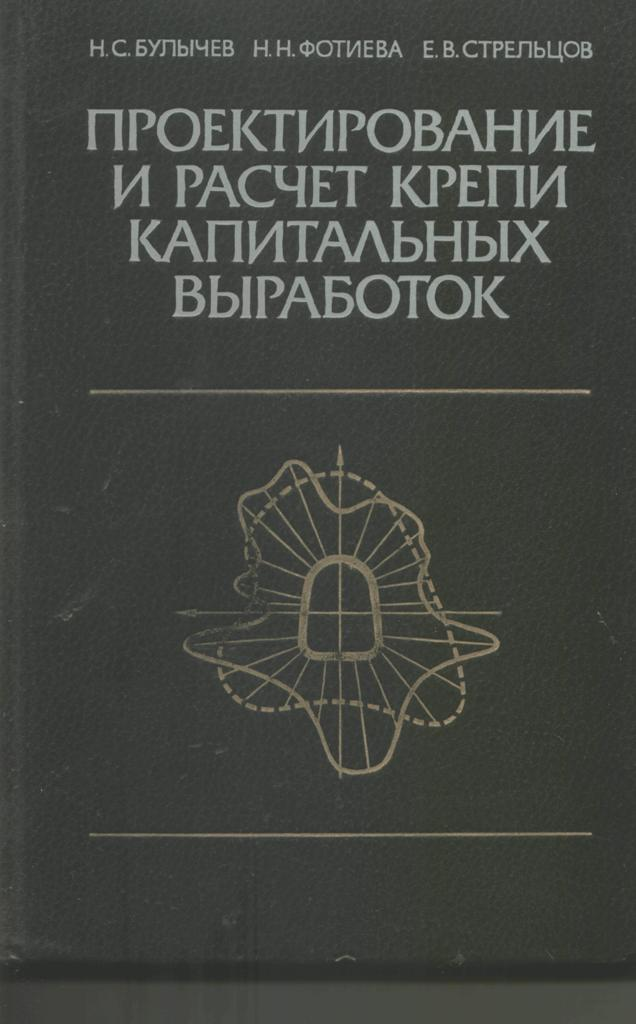 Н.С.БУЛЫЧЕВ Н.Н.ФОТИЕВА Е.В.СТРЕЛЬЦОВ
ПРОЕКТИРОВАНИЕ
И РАСЧЕТ КРЕПИ
КАПИТАЛЬНЫХ
ВЫРАБОТОК